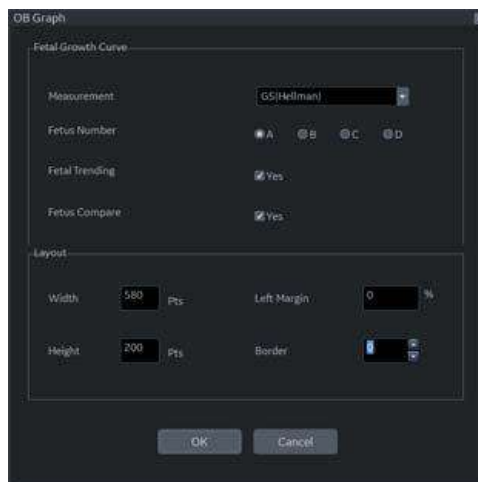 OB Graph
Fetal Growth Curve
Measurement GS(Hellman)
Fetus Number A B C D
Fetal Trending Yes
Fetus Compare Yes
Layout
Width 580 Pts Left Margin 0 %
Height 200 Pts Border 0
OK Cancel